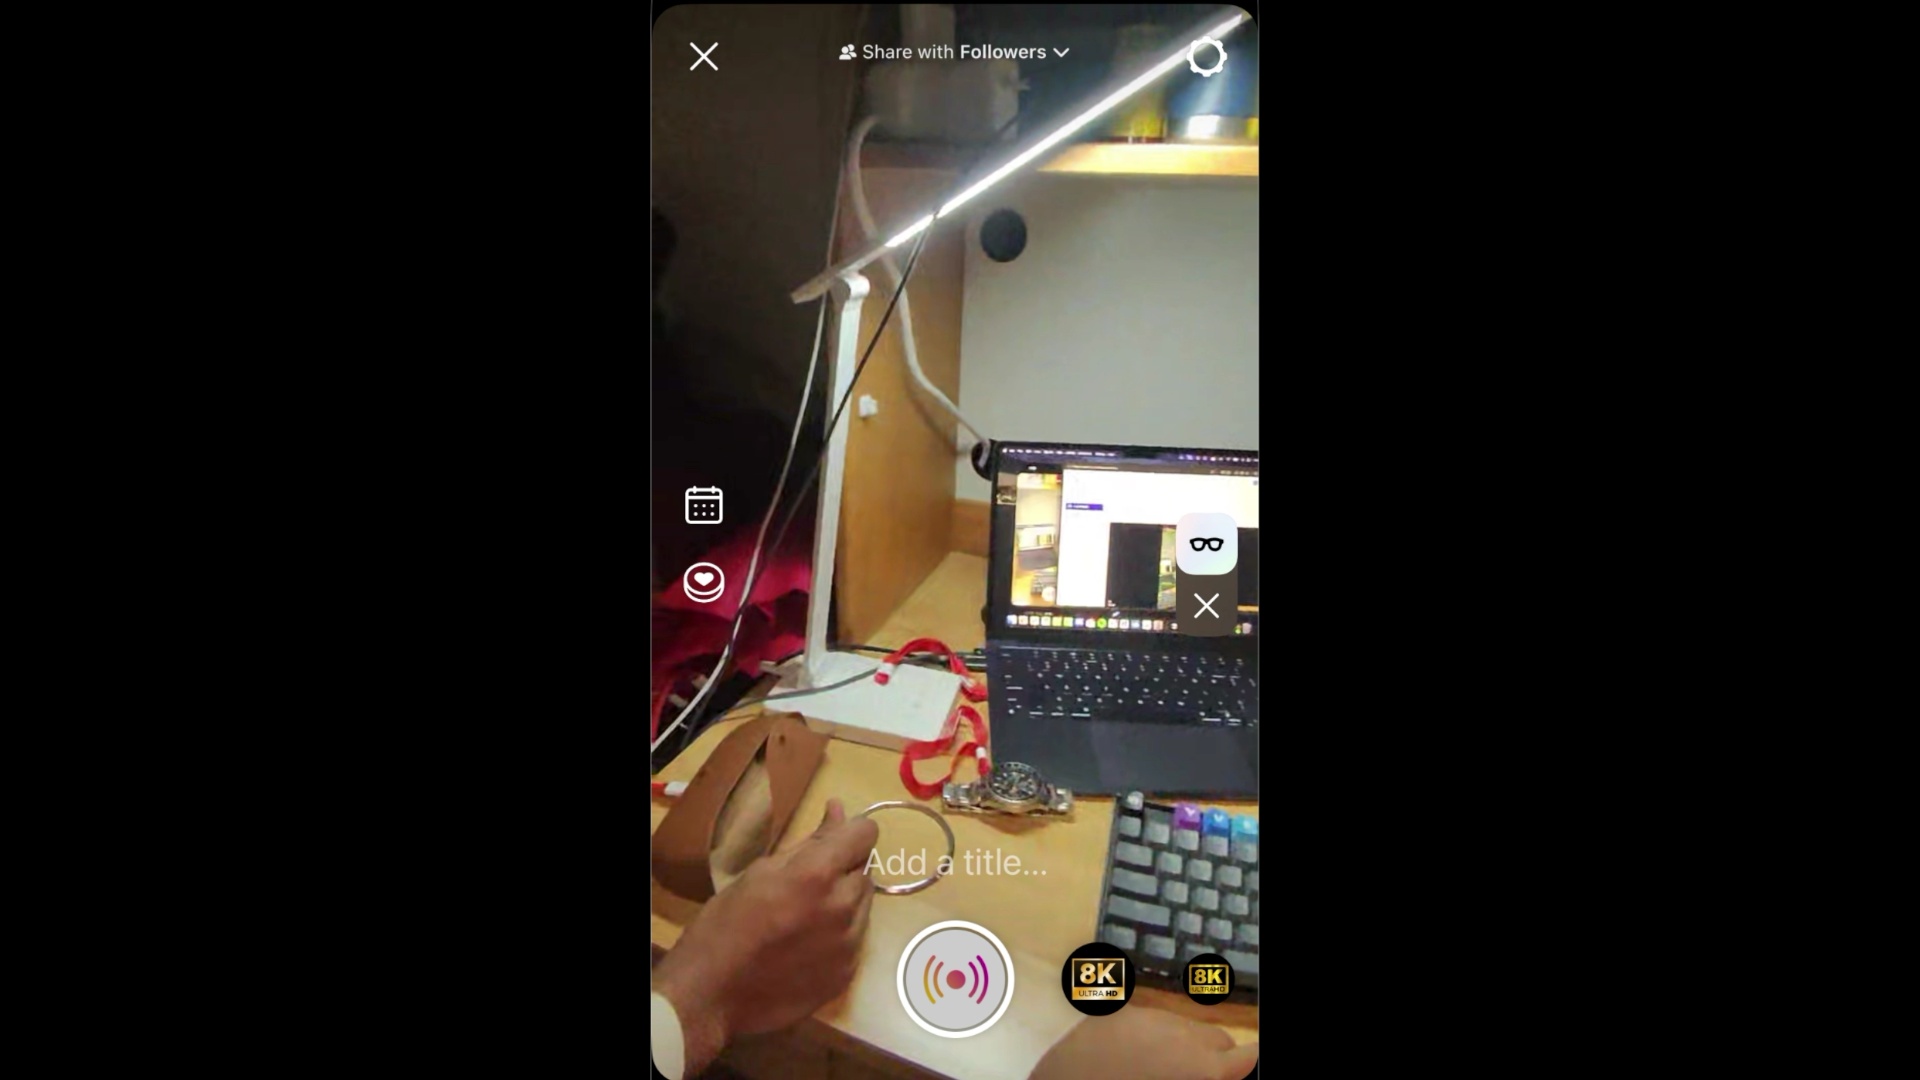 Share with Followers
Add a title...
8K
ULTRA HD
8K
ULTRA HD